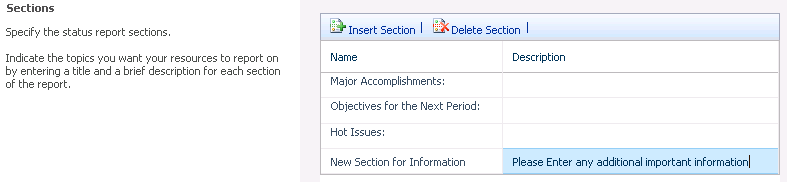 Sections
Specify the status report sections.
Indicate the topics you want your resources to report on
by entering a title and a brief description for each section
of the report.
Insert Section | Delete Section |
Name Description
Major Accomplishments:
Objectives for the Next Period:
Hot Issues:
New Section for Information Please Enter any additional important information